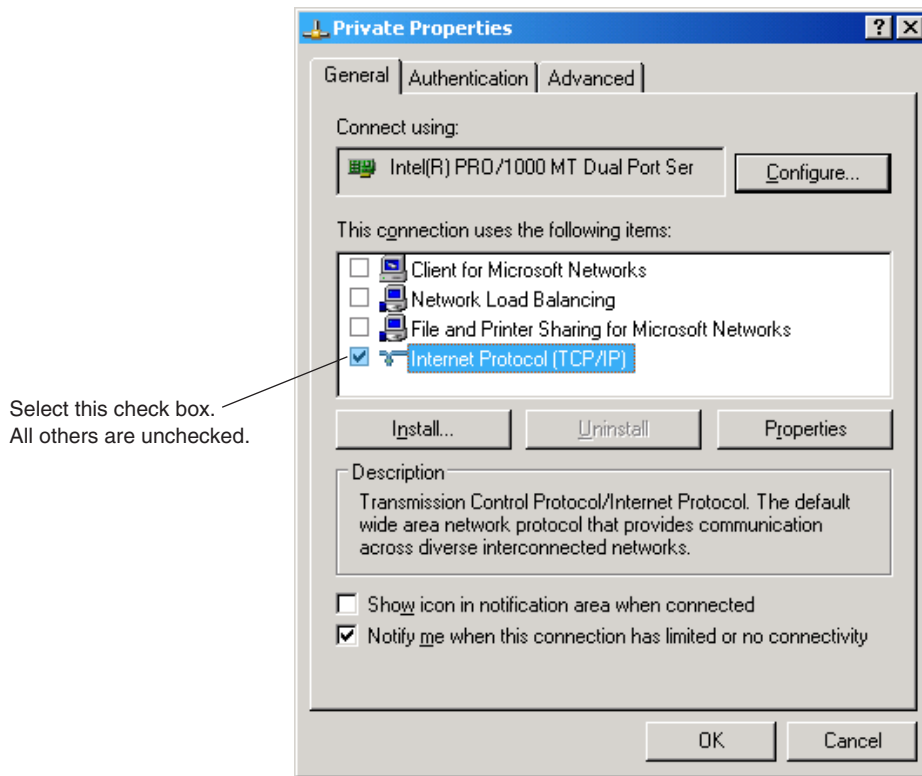 Private Properties
General Authentication Advanced
Connect using:
Intel(R) PRO/1000 MT Dual Port Ser
Configure...
This connection uses the following items:
Client for Microsoft Networks
Network Load Balancing
File and Printer Sharing for Microsoft Networks
Internet Protocol (TCP/IP)
Select this check box.
All others are unchecked.
Install... Uninstall Properties
Description
Transmission Control Protocol/Internet Protocol. The default
wide area network protocol that provides communication
across diverse interconnected networks.
Show icon in notification area when connected
Notify me when this connection has limited or no connectivity
OK Cancel